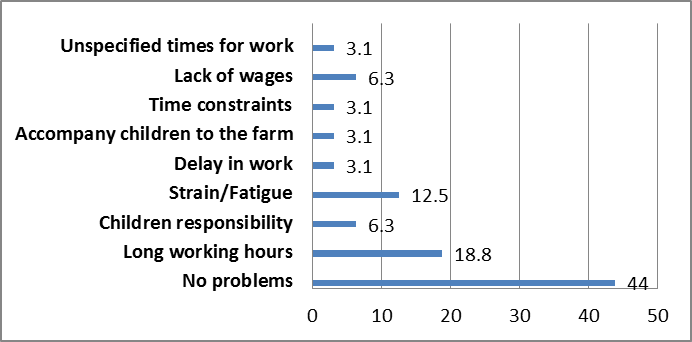 Unspecified times for work 3.1
Lack of wages 6.3
Time constraints 3.1
Accompany children to the farm 3.1
Delay in work 3.1
Strain/Fatigue 12.5
Children responsibility 6.3
Long working hours 18.8
No problems 44
0 10 20 30 40 50